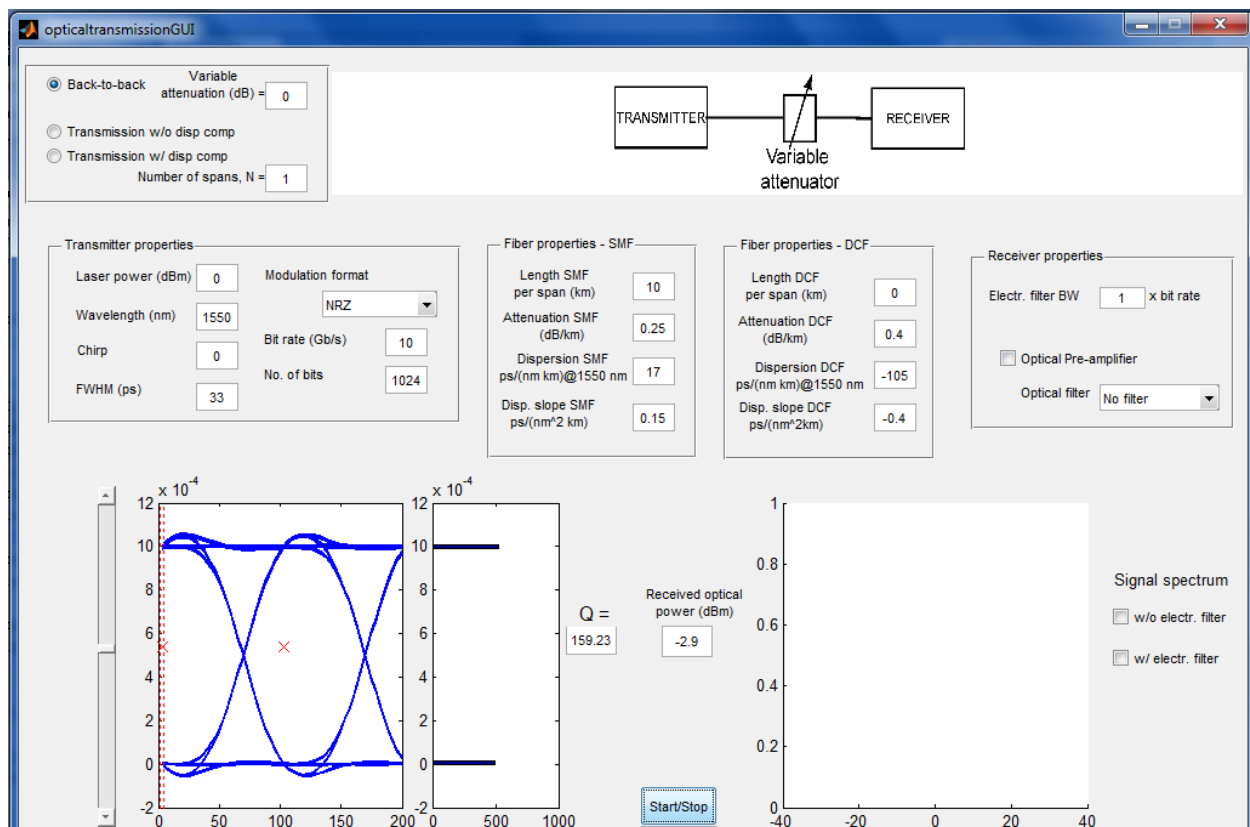 opticaltransmissionGUI
Back-to-back
Variable
attenuation (dB) =
0
Transmission w/o disp comp
Transmission w/ disp comp
Number of spans, N =
1
TRANSMITTER
RECEIVER
Variable
attenuator
Transmitter properties
Laser power (dBm)
0
Wavelength (nm)
1550
Chirp
0
FWHM (ps)
33
Modulation format
NRZ
Bit rate (Gb/s)
10
No. of bits
1024
Fiber properties - SMF
Length SMF
per span (km)
10
Attenuation SMF
(dB/km)
0.25
Dispersion SMF
ps/(nm km)@1550 nm
17
Disp. slope SMF
ps/(nm^2 km)
0.15
Fiber properties - DCF
Length DCF
per span (km)
0
Attenuation DCF
(dB/km)
0.4
Dispersion DCF
ps/(nm km)@1550 nm
-105
Disp. slope DCF
ps/(nm^2km)
-0.4
Receiver properties
Electr. filter BW
1
x bit rate
Optical Pre-amplifier
Optical filter
No filter
x 10^-4
12
10
8
6
4
2
0
-2
0 50 100 150 200
x 10^-4
12
10
8
6
4
2
0
-2
0 500 1000
Q =
159.23
Received optical
power (dBm)
-2.9
Start/Stop
1
0.8
0.6
0.4
0.2
0
-40 -20 0 20 40
Signal spectrum
w/o electr. filter
w/ electr. filter